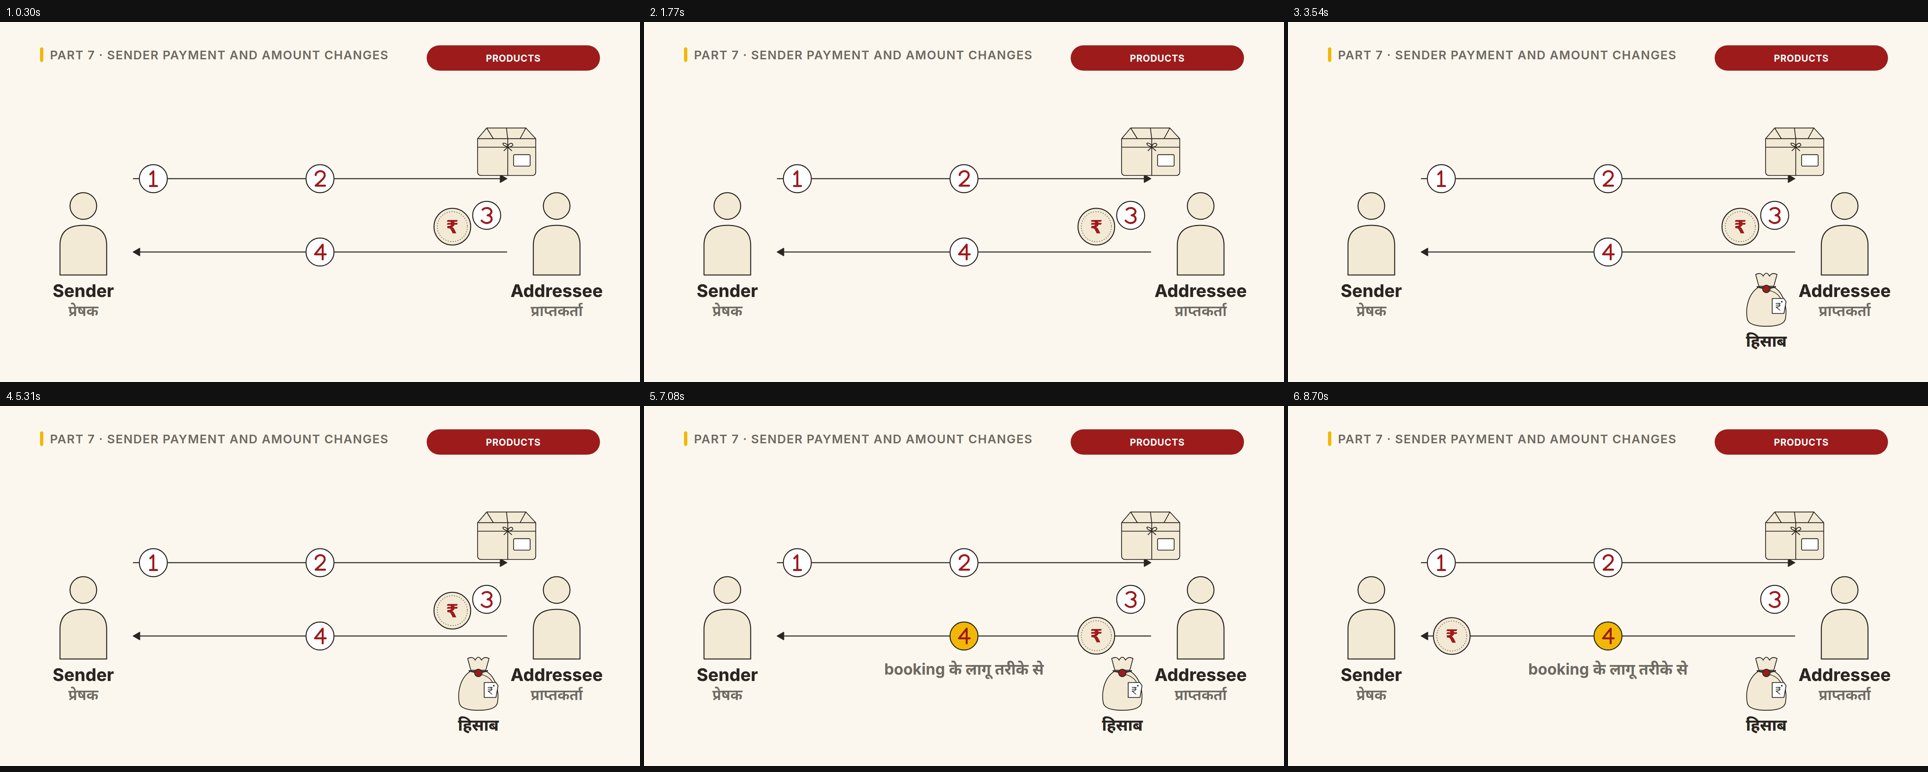 1. 0.30s
PART 7 · SENDER PAYMENT AND AMOUNT CHANGES
PRODUCTS
1
2
₹
3
4
Sender
प्रेषक
Addressee
प्राप्तकर्ता
2. 1.77s
PART 7 · SENDER PAYMENT AND AMOUNT CHANGES
PRODUCTS
1
2
₹
3
4
Sender
प्रेषक
Addressee
प्राप्तकर्ता
3. 3.54s
PART 7 · SENDER PAYMENT AND AMOUNT CHANGES
PRODUCTS
1
2
₹
3
4
Sender
प्रेषक
Addressee
प्राप्तकर्ता
₹
हिसाब
4. 5.31s
PART 7 · SENDER PAYMENT AND AMOUNT CHANGES
PRODUCTS
1
2
₹
3
4
Sender
प्रेषक
Addressee
प्राप्तकर्ता
₹
हिसाब
5. 7.08s
PART 7 · SENDER PAYMENT AND AMOUNT CHANGES
PRODUCTS
1
2
3
4
₹
booking के लागू तरीके से
Sender
प्रेषक
Addressee
प्राप्तकर्ता
₹
हिसाब
6. 8.70s
PART 7 · SENDER PAYMENT AND AMOUNT CHANGES
PRODUCTS
1
2
3
₹
4
booking के लागू तरीके से
Sender
प्रेषक
Addressee
प्राप्तकर्ता
₹
हिसाब